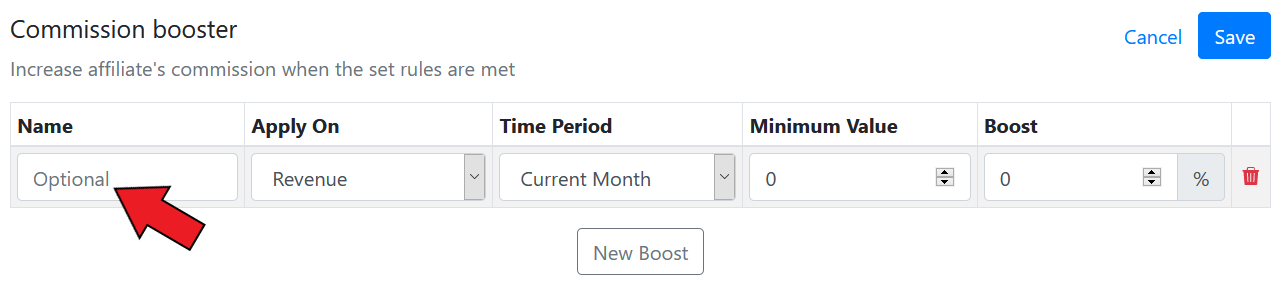 Commission booster
Cancel
Save
Increase affiliate's commission when the set rules are met
Name Apply On Time Period Minimum Value Boost
Optional Revenue Current Month 0 0 %
New Boost